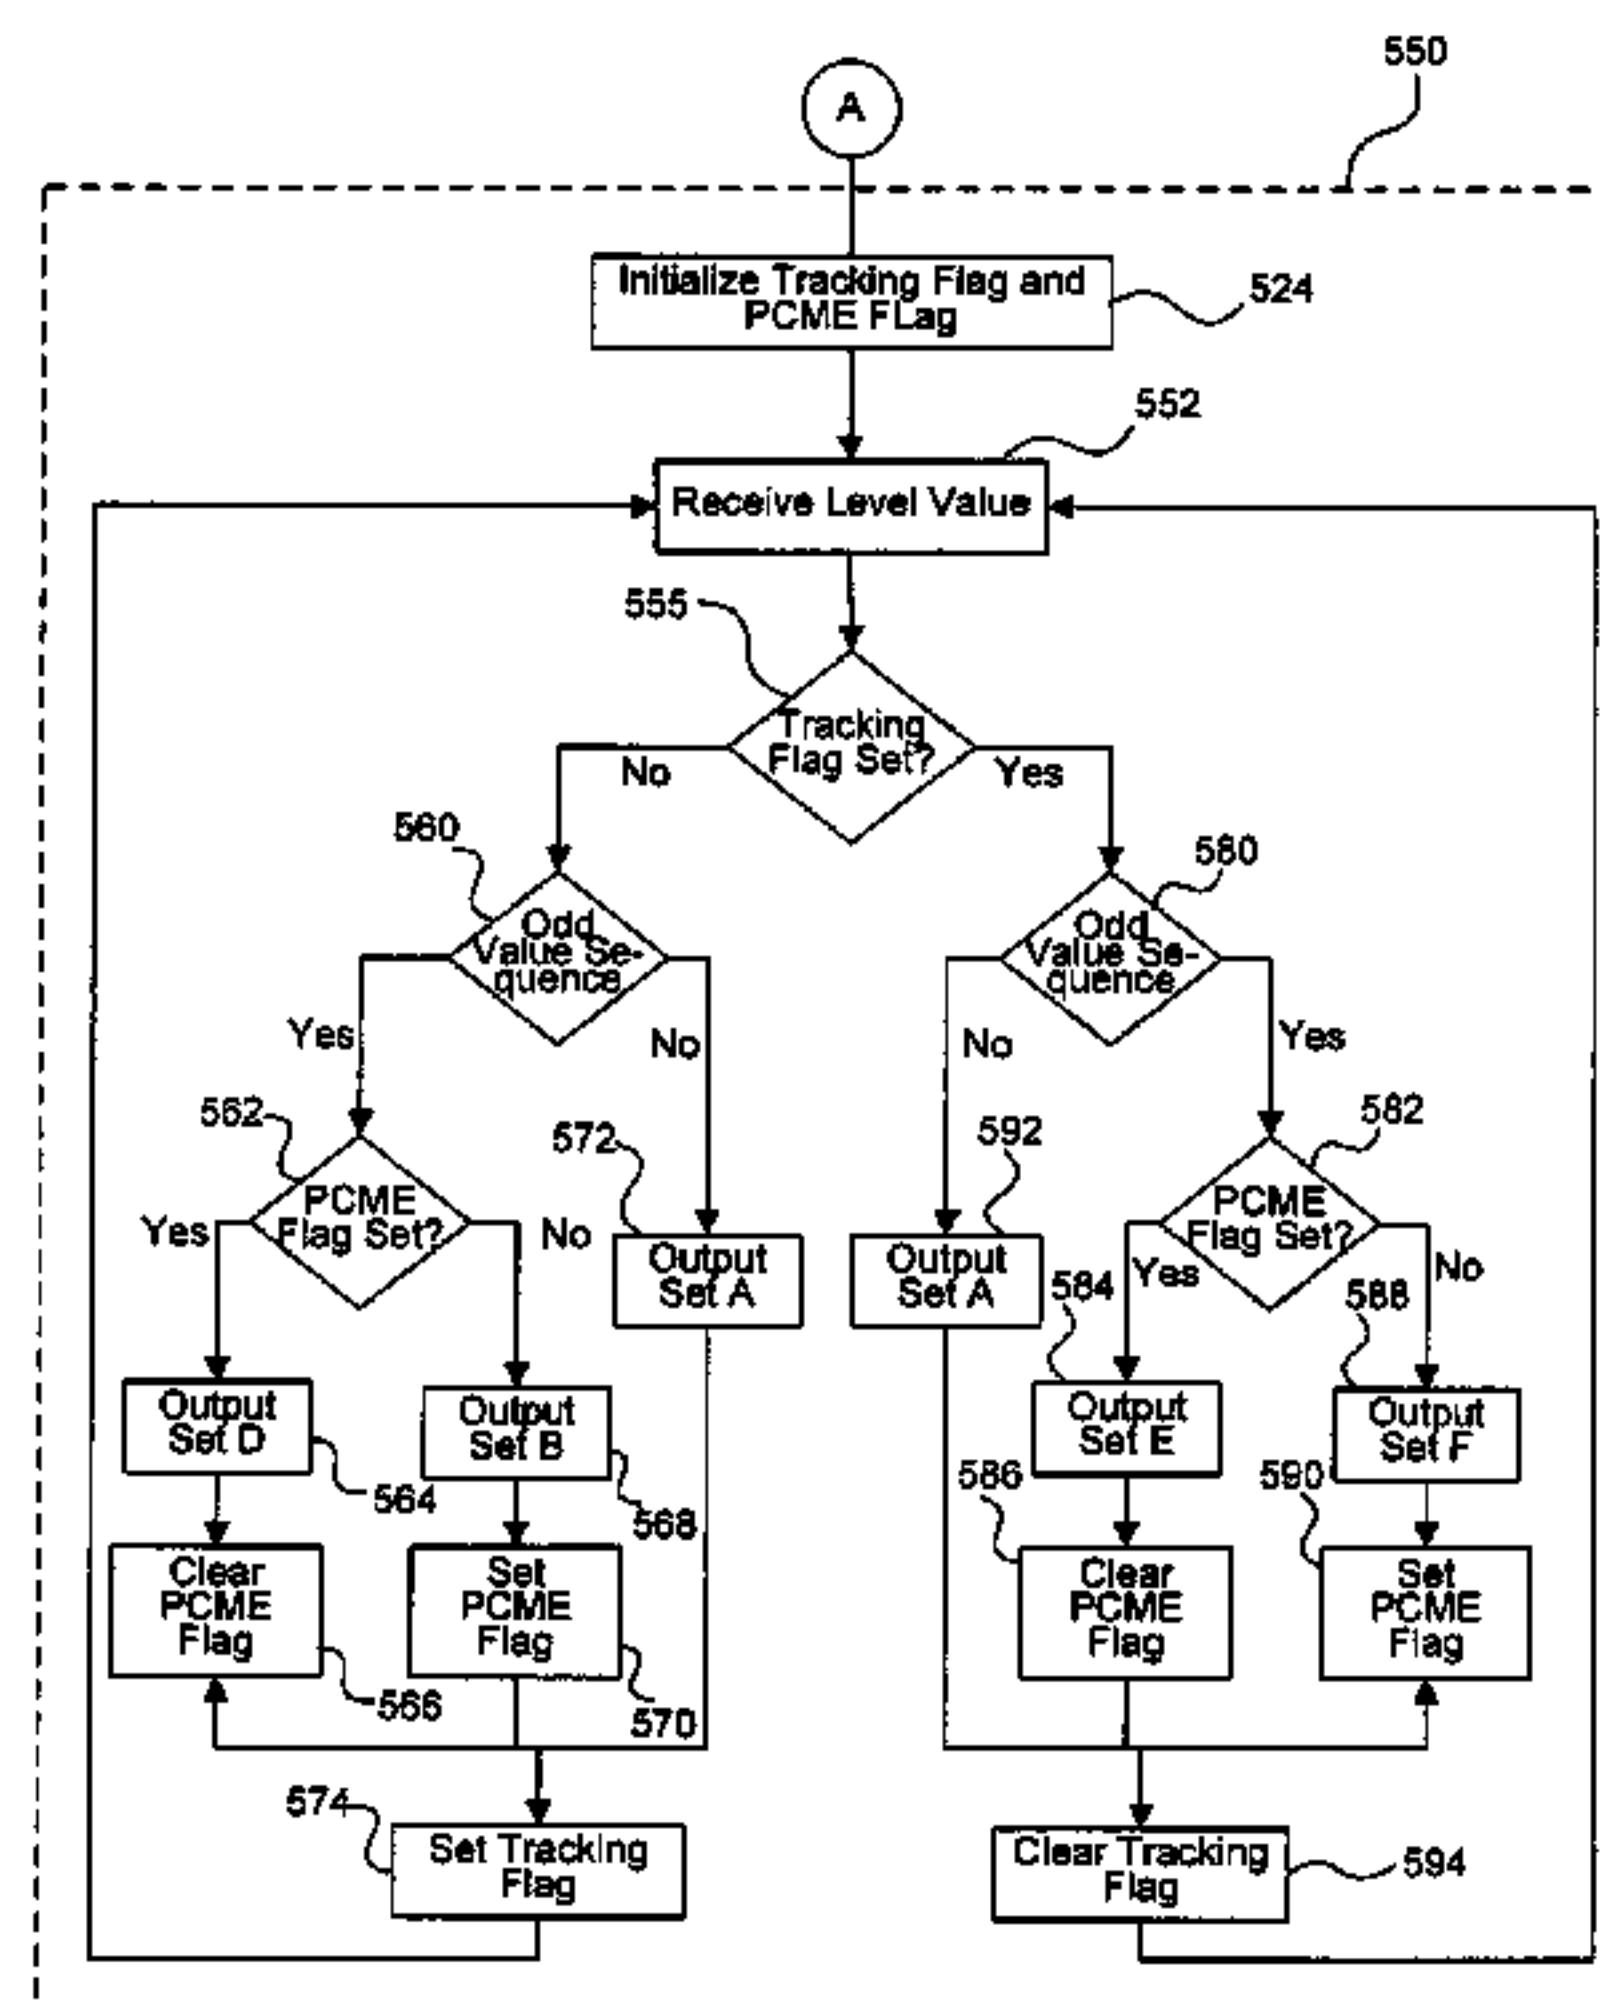 550
A
Initialize Tracking Flag and
PCME FLag
524
552
Receive Level Value
555
Tracking
Flag Set?
No
Yes
560
580
Odd
Value Se-
quence
Odd
Value Se-
quence
Yes
No
No
Yes
562
572
592
582
PCME
Flag Set?
Yes
No
Output
Set A
Output
Set A
PCME
Flag Set?
Yes
No
584
588
Output
Set D
Output
Set B
Output
Set E
Output
Set F
564
568
586
590
Clear
PCME
Flag
Set
PCME
Flag
Clear
PCME
Flag
Set
PCME
Flag
566
570
574
Set Tracking
Flag
Clear Tracking
Flag
594